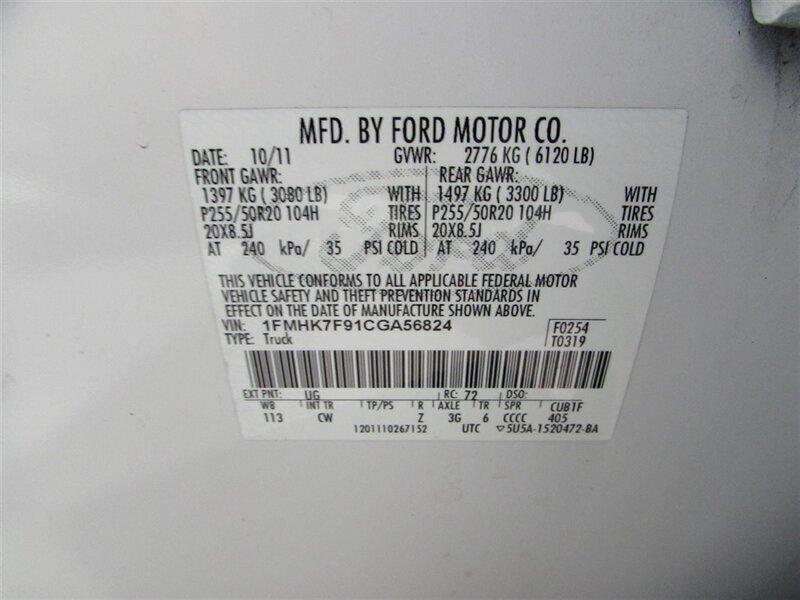 MFD. BY FORD MOTOR CO.
DATE: 10/11 GVWR: 2776 KG ( 6120 LB)
FRONT GAWR: REAR GAWR:
1397 KG ( 3080 LB) WITH 1497 KG ( 3300 LB) WITH
P255/50R20 104H TIRES P255/50R20 104H TIRES
20X8.5J RIMS 20X8.5J RIMS
AT 240 kPa/ 35 PSI COLD AT 240 kPa/ 35 PSI COLD
THIS VEHICLE CONFORMS TO ALL APPLICABLE FEDERAL MOTOR
VEHICLE SAFETY AND THEFT PREVENTION STANDARDS IN
EFFECT ON THE DATE OF MANUFACTURE SHOWN ABOVE.
VIN: 1FMHK7F91CGA56824 F0254
TYPE: Truck T0319
EXT PNT: UG RC: 72 DSO:
WB INT TR TP/PS R AXLE TR SPR CUB1F
113 CW Z 3G 6 CCCC 405
1201110267152 UTC ▽5U5A-1520472-BA
Ford